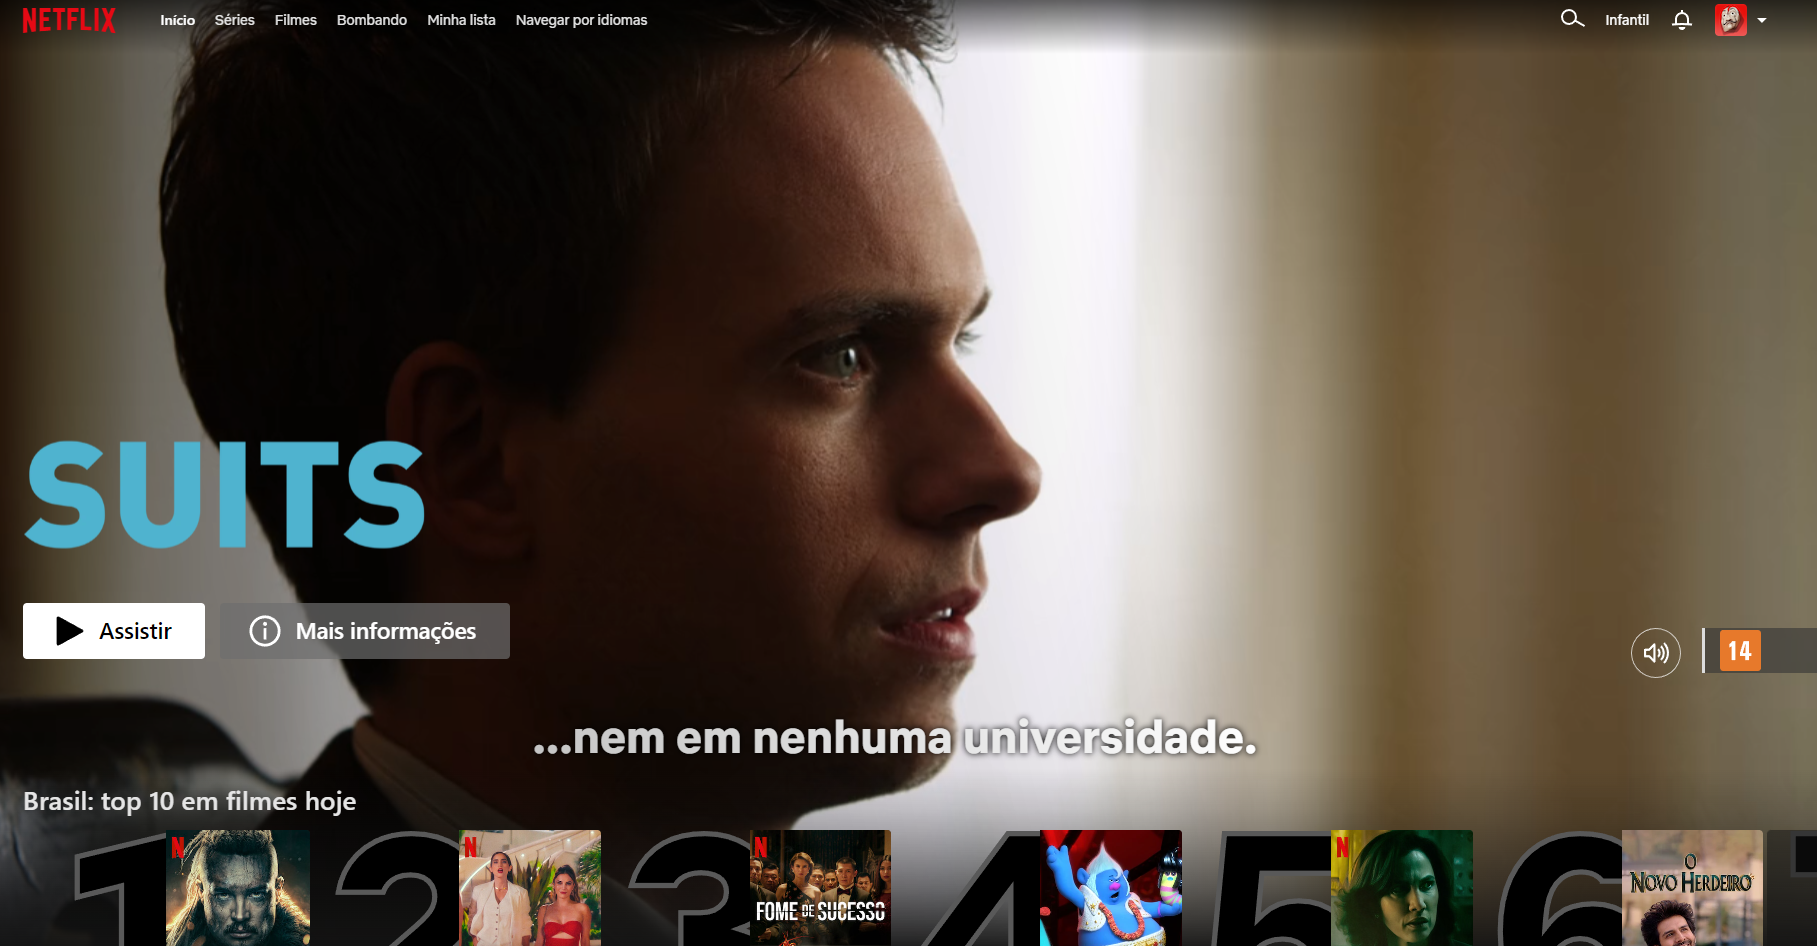 NETFLIX
Início Séries Filmes Bombando Minha lista Navegar por idiomas
Infantil
SUITS
Assistir
Mais informações
14
...nem em nenhuma universidade.
Brasil: top 10 em filmes hoje
1 2 3 4 5 6
N N N N
FOME DE SUCESSO
O
NOVO HERDEIRO